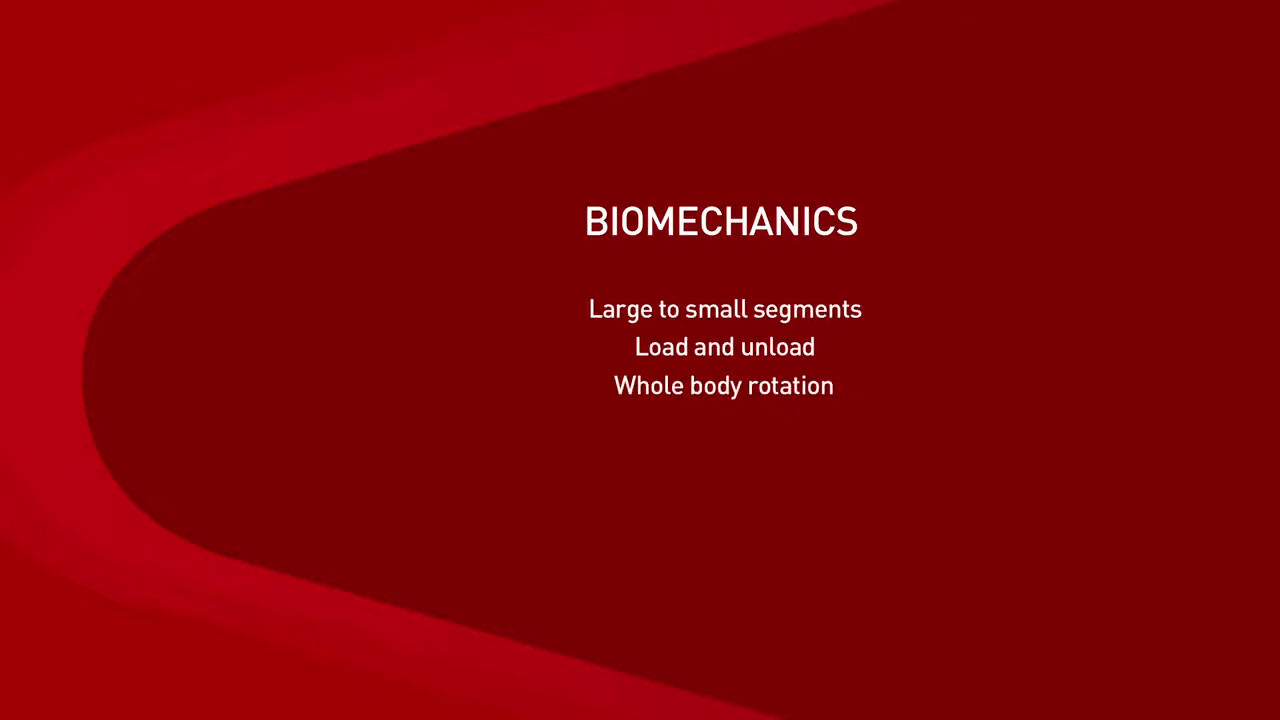 BIOMECHANICS
Large to small segments
Load and unload
Whole body rotation